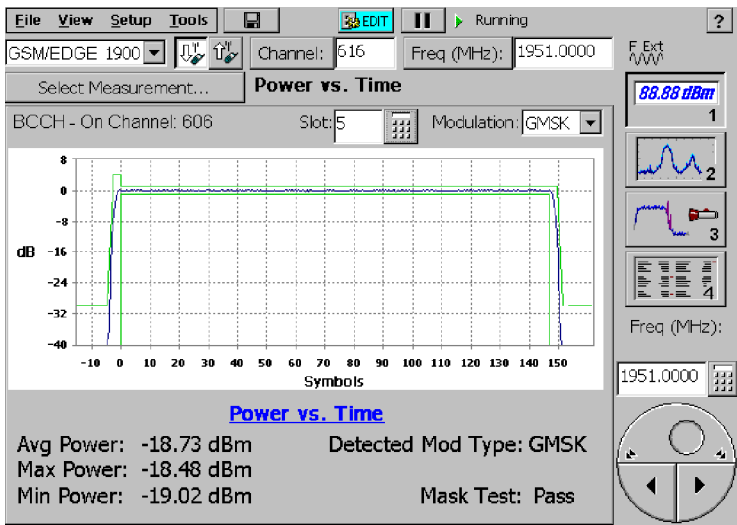 File View Setup Tools EDIT Running ?
GSM/EDGE 1900 Channel: 616 Freq (MHz): 1951.0000 F Ext
Select Measurement... Power vs. Time
88.88 dBm
1
BCCH - On Channel: 606 Slot: 5 Modulation: GMSK
2
3
4
8
0
-8
dB -16
-24
-32
-40
-10 0 10 20 30 40 50 60 70 80 90 100 110 120 130 140 150
Symbols
Freq (MHz):
1951.0000
Power vs. Time
Avg Power: -18.73 dBm Detected Mod Type: GMSK
Max Power: -18.48 dBm
Min Power: -19.02 dBm Mask Test: Pass